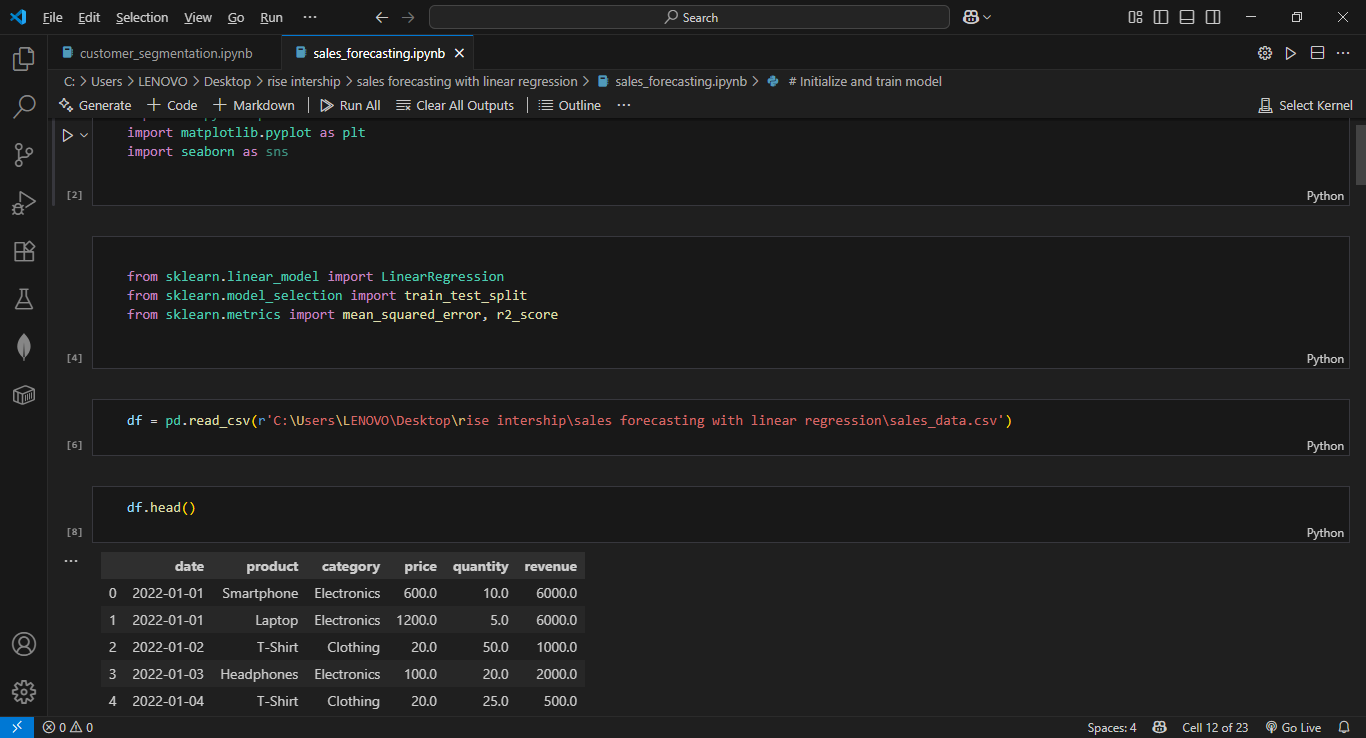 File Edit Selection View Go Run ··· Search
customer_segmentation.ipynb sales_forecasting.ipynb
C: > Users > LENOVO > Desktop > rise intership > sales forecasting with linear regression > sales_forecasting.ipynb > # Initialize and train model
Generate + Code + Markdown Run All Clear All Outputs Outline ··· Select Kernel
import matplotlib.pyplot as plt
import seaborn as sns
[2] Python
from sklearn.linear_model import LinearRegression
from sklearn.model_selection import train_test_split
from sklearn.metrics import mean_squared_error, r2_score
[4] Python
df = pd.read_csv(r'C:\Users\LENOVO\Desktop\rise intership\sales forecasting with linear regression\sales_data.csv')
[6] Python
df.head()
[8] Python
...
date product category price quantity revenue
0 2022-01-01 Smartphone Electronics 600.0 10.0 6000.0
1 2022-01-01 Laptop Electronics 1200.0 5.0 6000.0
2 2022-01-02 T-Shirt Clothing 20.0 50.0 1000.0
3 2022-01-03 Headphones Electronics 100.0 20.0 2000.0
4 2022-01-04 T-Shirt Clothing 20.0 25.0 500.0
0 0 Spaces: 4 Cell 12 of 23 Go Live